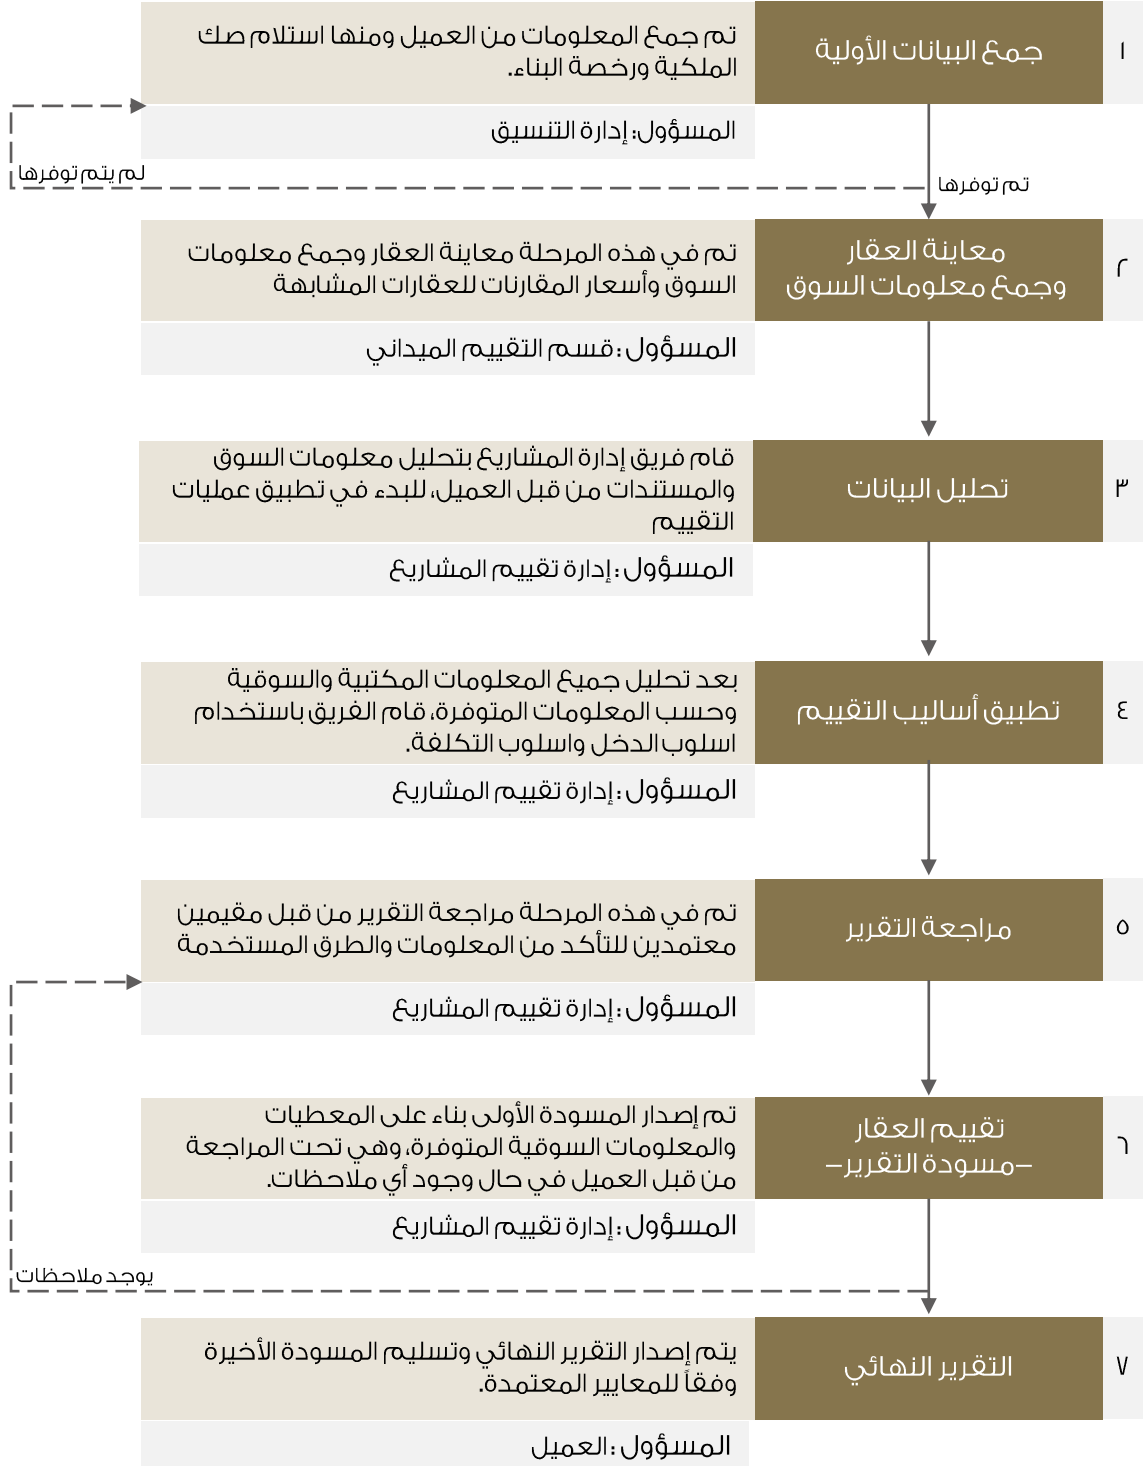 ١
جمع البيانات الأولية
تم جمع المعلومات من العميل ومنها استلام صك
الملكية ورخصة البناء.
المسؤول: إدارة التنسيق
لم يتم توفرها
تم توفرها
٢
معاينة العقار
وجمع معلومات السوق
تم في هذه المرحلة معاينة العقار وجمع معلومات
السوق وأسعار المقارنات للعقارات المشابهة
المسؤول : قسم التقييم الميداني
٣
تحليل البيانات
قام فريق إدارة المشاريع بتحليل معلومات السوق
والمستندات من قبل العميل، للبدء في تطبيق عمليات
التقييم
المسؤول : إدارة تقييم المشاريع
٤
تطبيق أساليب التقييم
بعد تحليل جميع المعلومات المكتبية والسوقية
وحسب المعلومات المتوفرة، قام الفريق باستخدام
اسلوب الدخل واسلوب التكلفة.
المسؤول : إدارة تقييم المشاريع
٥
مراجعة التقرير
تم في هذه المرحلة مراجعة التقرير من قبل مقيمين
معتمدين للتأكد من المعلومات والطرق المستخدمة
المسؤول : إدارة تقييم المشاريع
٦
تقييم العقار
–مسودة التقرير–
تم إصدار المسودة الأولى بناء على المعطيات
والمعلومات السوقية المتوفرة، وهي تحت المراجعة
من قبل العميل في حال وجود أي ملاحظات.
المسؤول : إدارة تقييم المشاريع
يوجد ملاحظات
٧
التقرير النهائي
يتم إصدار التقرير النهائي وتسليم المسودة الأخيرة
وفقاً للمعايير المعتمدة.
المسؤول : العميل